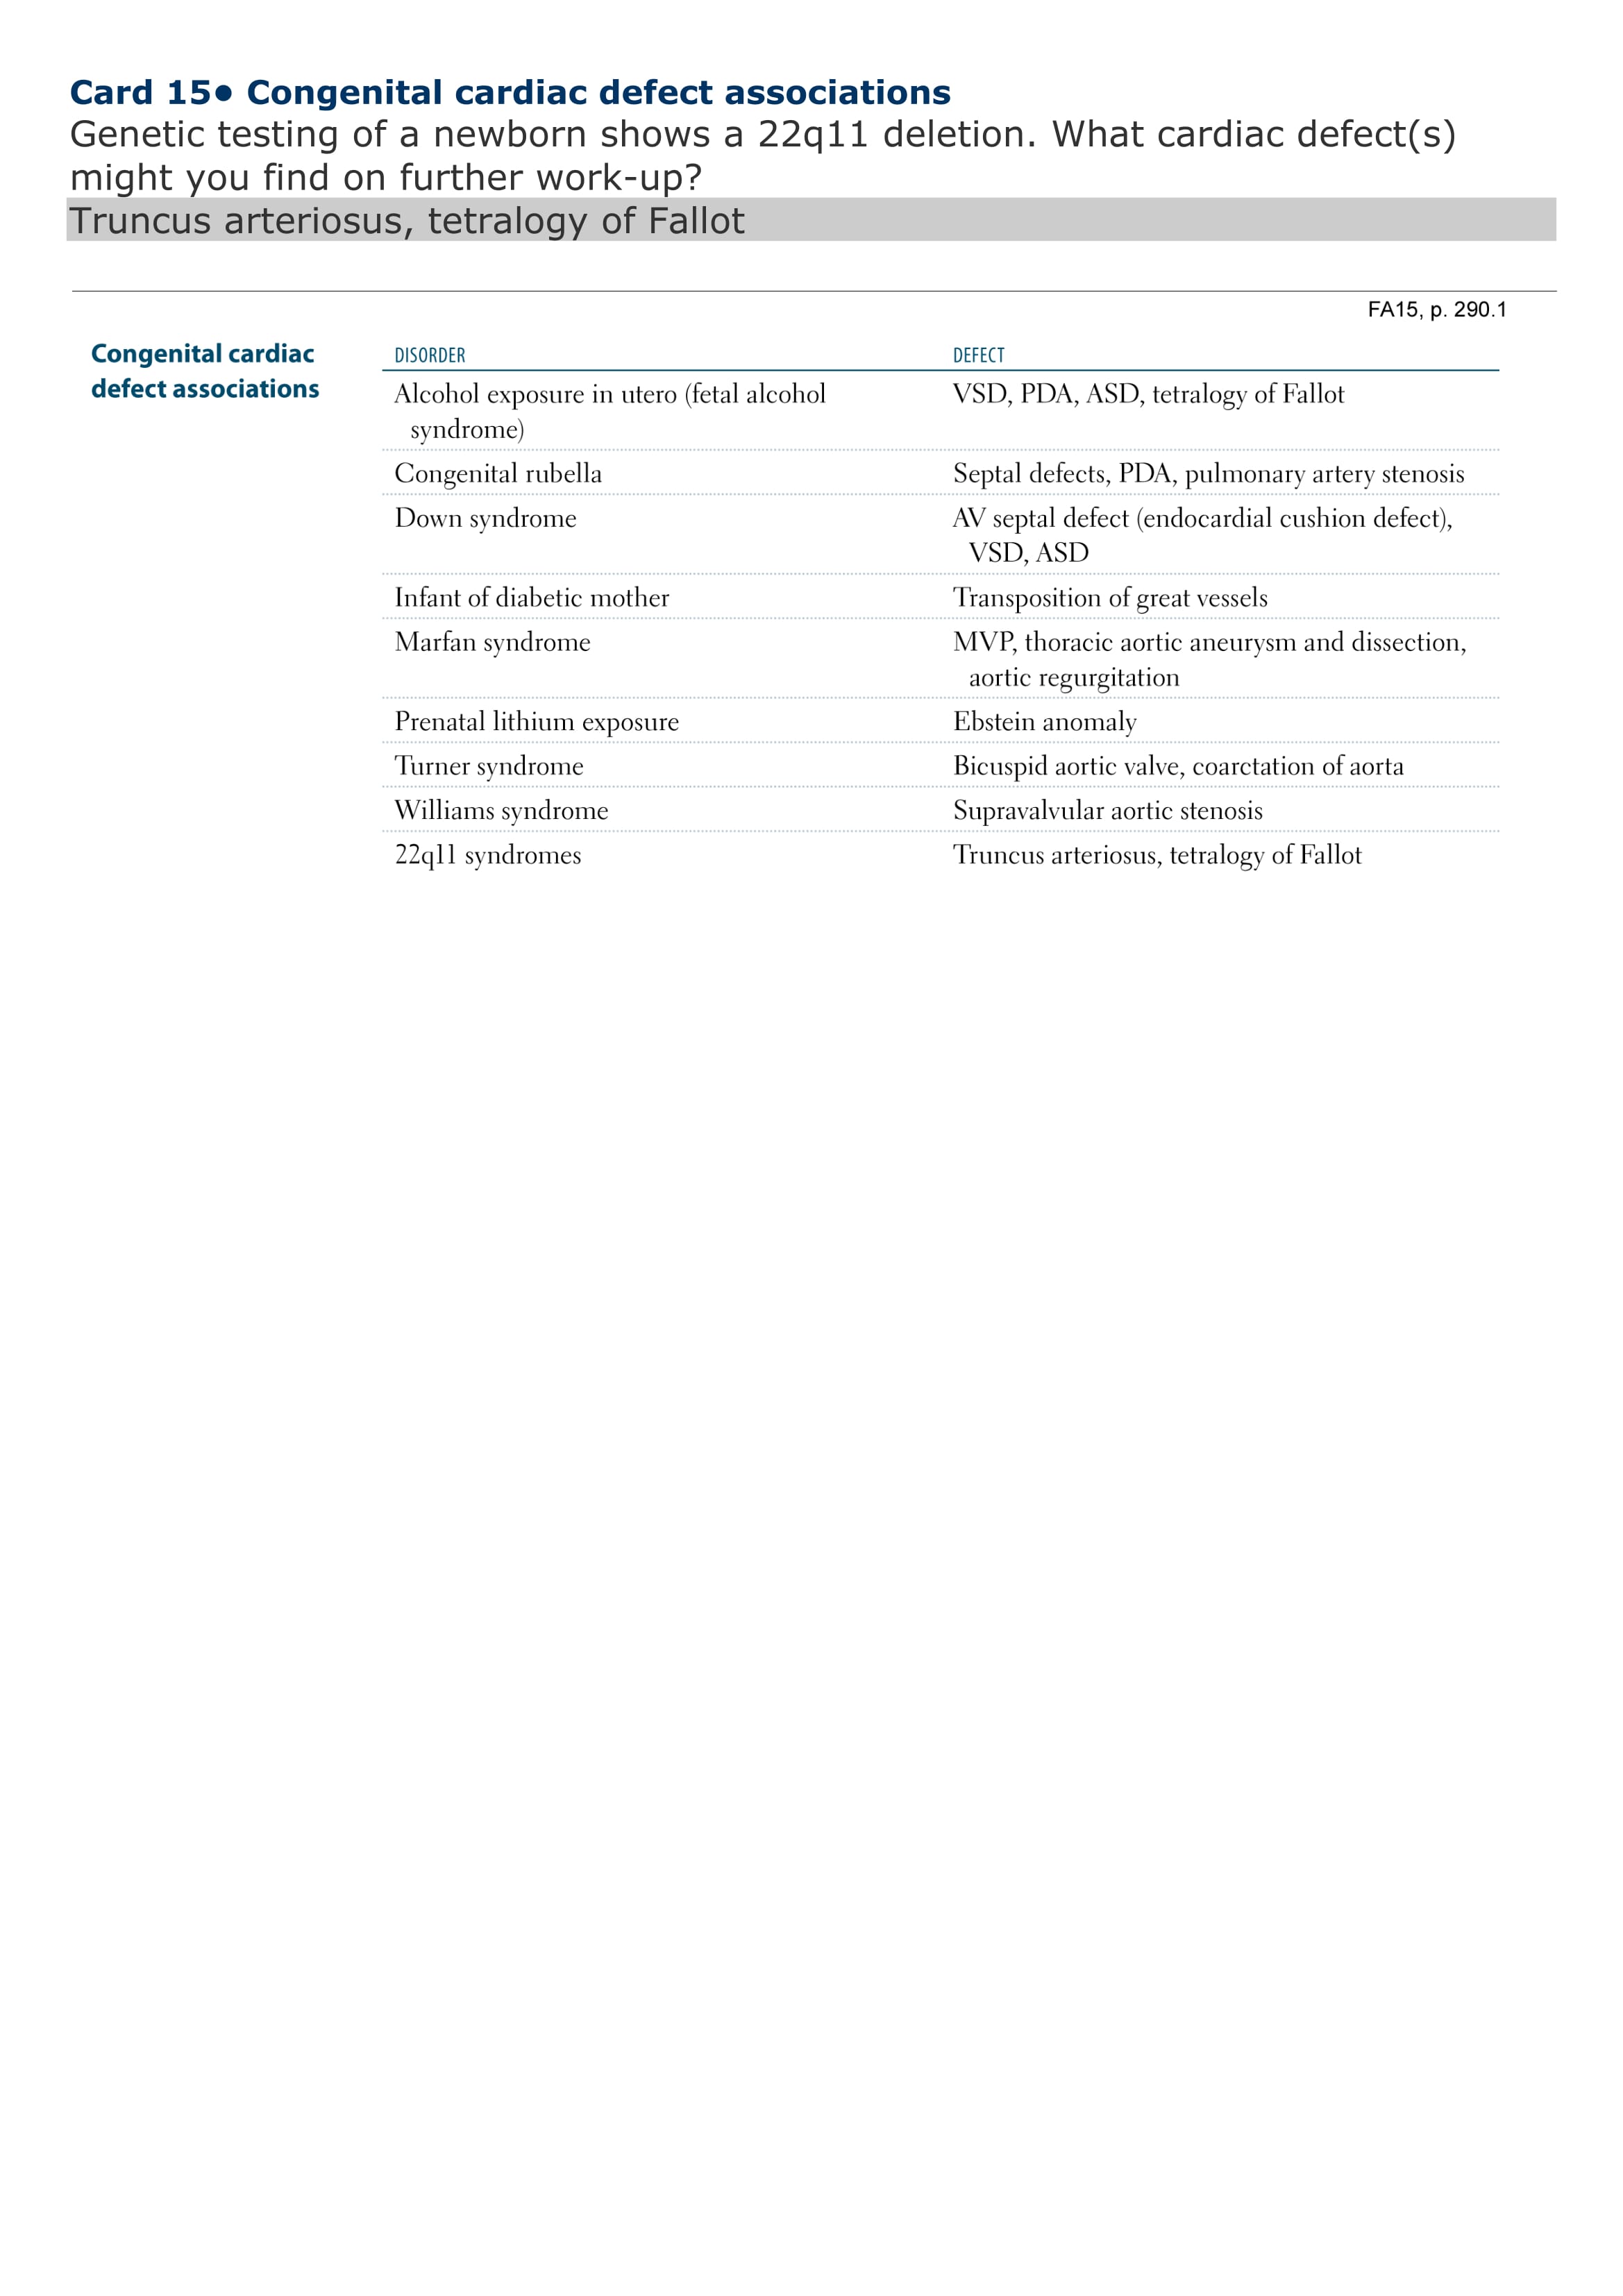 Card 15● Congenital cardiac defect associations
Genetic testing of a newborn shows a 22q11 deletion. What cardiac defect(s)
might you find on further work-up?
Truncus arteriosus, tetralogy of Fallot
FA15, p. 290.1
Congenital cardiac
defect associations
DISORDER DEFECT
Alcohol exposure in utero (fetal alcohol VSD, PDA, ASD, tetralogy of Fallot
syndrome)
Congenital rubella Septal defects, PDA, pulmonary artery stenosis
Down syndrome AV septal defect (endocardial cushion defect),
VSD, ASD
Infant of diabetic mother Transposition of great vessels
Marfan syndrome MVP, thoracic aortic aneurysm and dissection,
aortic regurgitation
Prenatal lithium exposure Ebstein anomaly
Turner syndrome Bicuspid aortic valve, coarctation of aorta
Williams syndrome Supravalvular aortic stenosis
22q11 syndromes Truncus arteriosus, tetralogy of Fallot